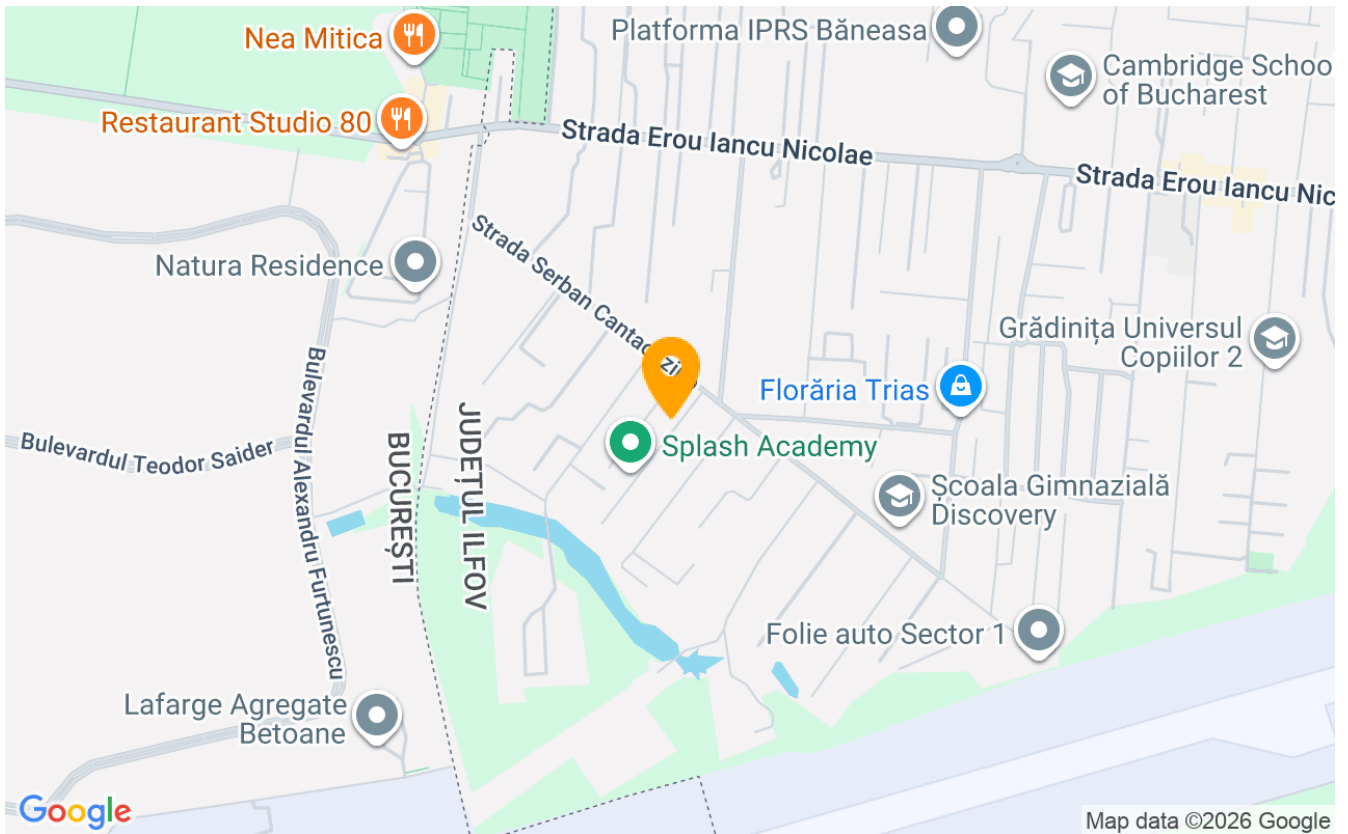 Nea Mitica
Platforma IPRS Băneasa
Cambridge Schoo
of Bucharest
Restaurant Studio 80
Strada Erou Iancu Nicolae
Strada Erou Iancu Nic
Strada Serban Cantac
zi
Natura Residence
Grădinița Universul
Copiilor 2
Florăria Trias
Bulevardul Alexandru Furtunescu
Bulevardul Teodor Saider
JUDEȚUL ILFOV
BUCUREȘTI
Splash Academy
Școala Gimnazială
Discovery
Folie auto Sector 1
Lafarge Agregate
Betoane
Google
Map data ©2026 Google